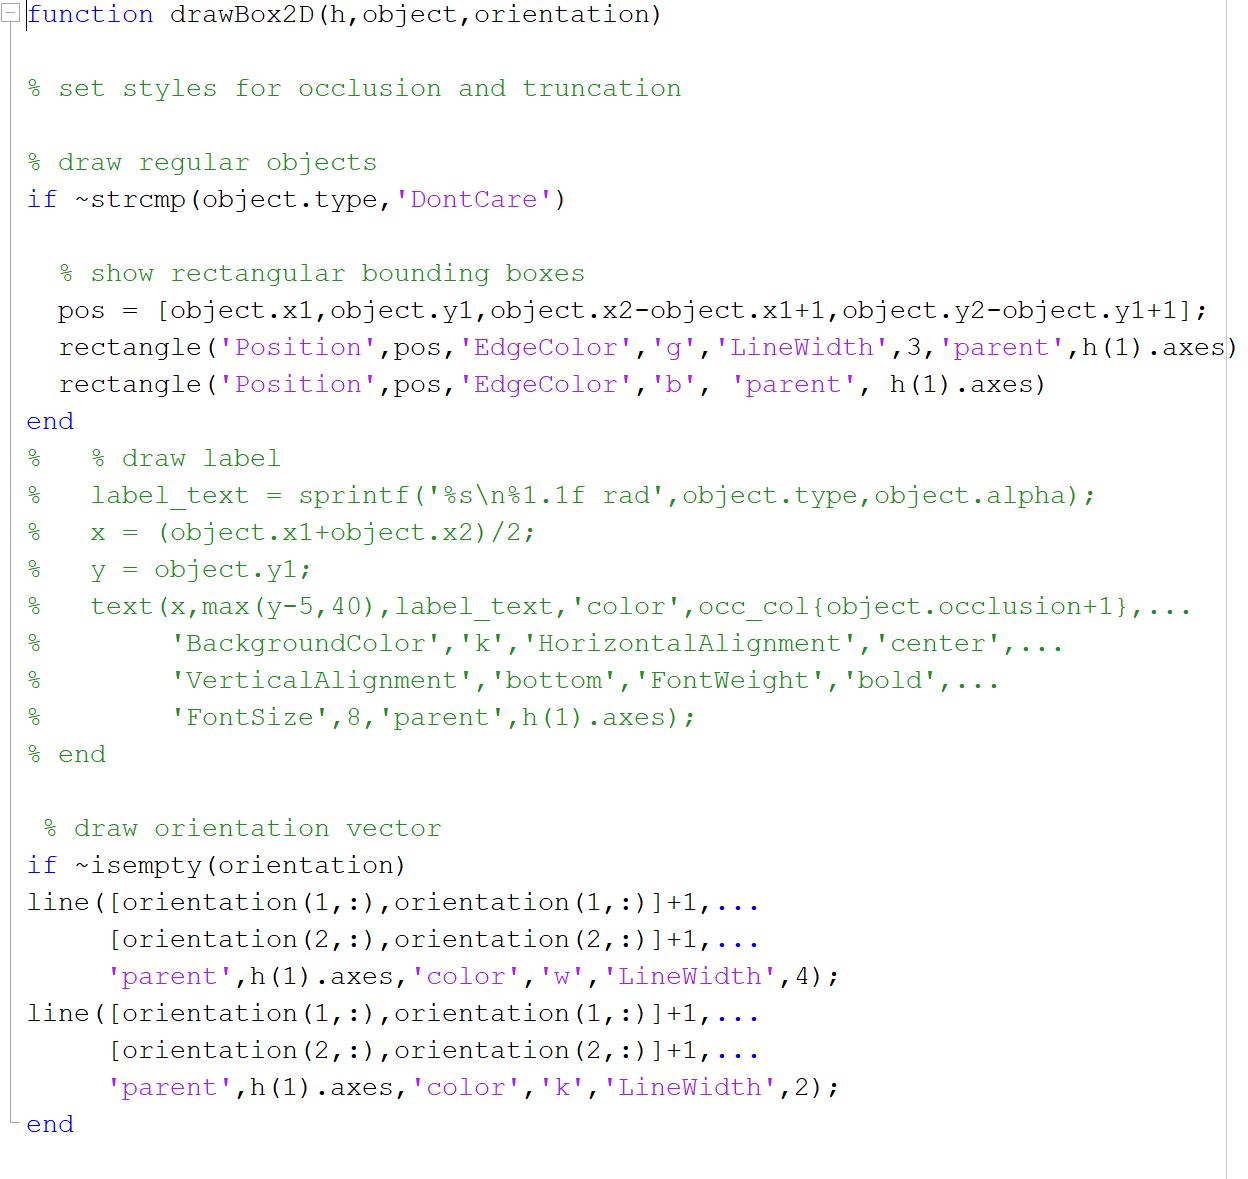 function drawBox2D(h,object,orientation)
% set styles for occlusion and truncation
% draw regular objects
if ~strcmp(object.type,'DontCare')
% show rectangular bounding boxes
pos = [object.x1,object.y1,object.x2-object.x1+1,object.y2-object.y1+1];
rectangle('Position',pos,'EdgeColor','g','LineWidth',3,'parent',h(1).axes)
rectangle('Position',pos,'EdgeColor','b', 'parent', h(1).axes)
end
%   % draw label
%   label_text = sprintf('%s\n%1.1f rad',object.type,object.alpha);
%   x = (object.x1+object.x2)/2;
%   y = object.y1;
%   text(x,max(y-5,40),label_text,'color',occ_col{object.occlusion+1},...
%        'BackgroundColor','k','HorizontalAlignment','center',...
%        'VerticalAlignment','bottom','FontWeight','bold',...
%        'FontSize',8,'parent',h(1).axes);
% end
% draw orientation vector
if ~isempty(orientation)
line([orientation(1,:),orientation(1,:)]+1,...
[orientation(2,:),orientation(2,:)]+1,...
'parent',h(1).axes,'color','w','LineWidth',4);
line([orientation(1,:),orientation(1,:)]+1,...
[orientation(2,:),orientation(2,:)]+1,...
'parent',h(1).axes,'color','k','LineWidth',2);
end